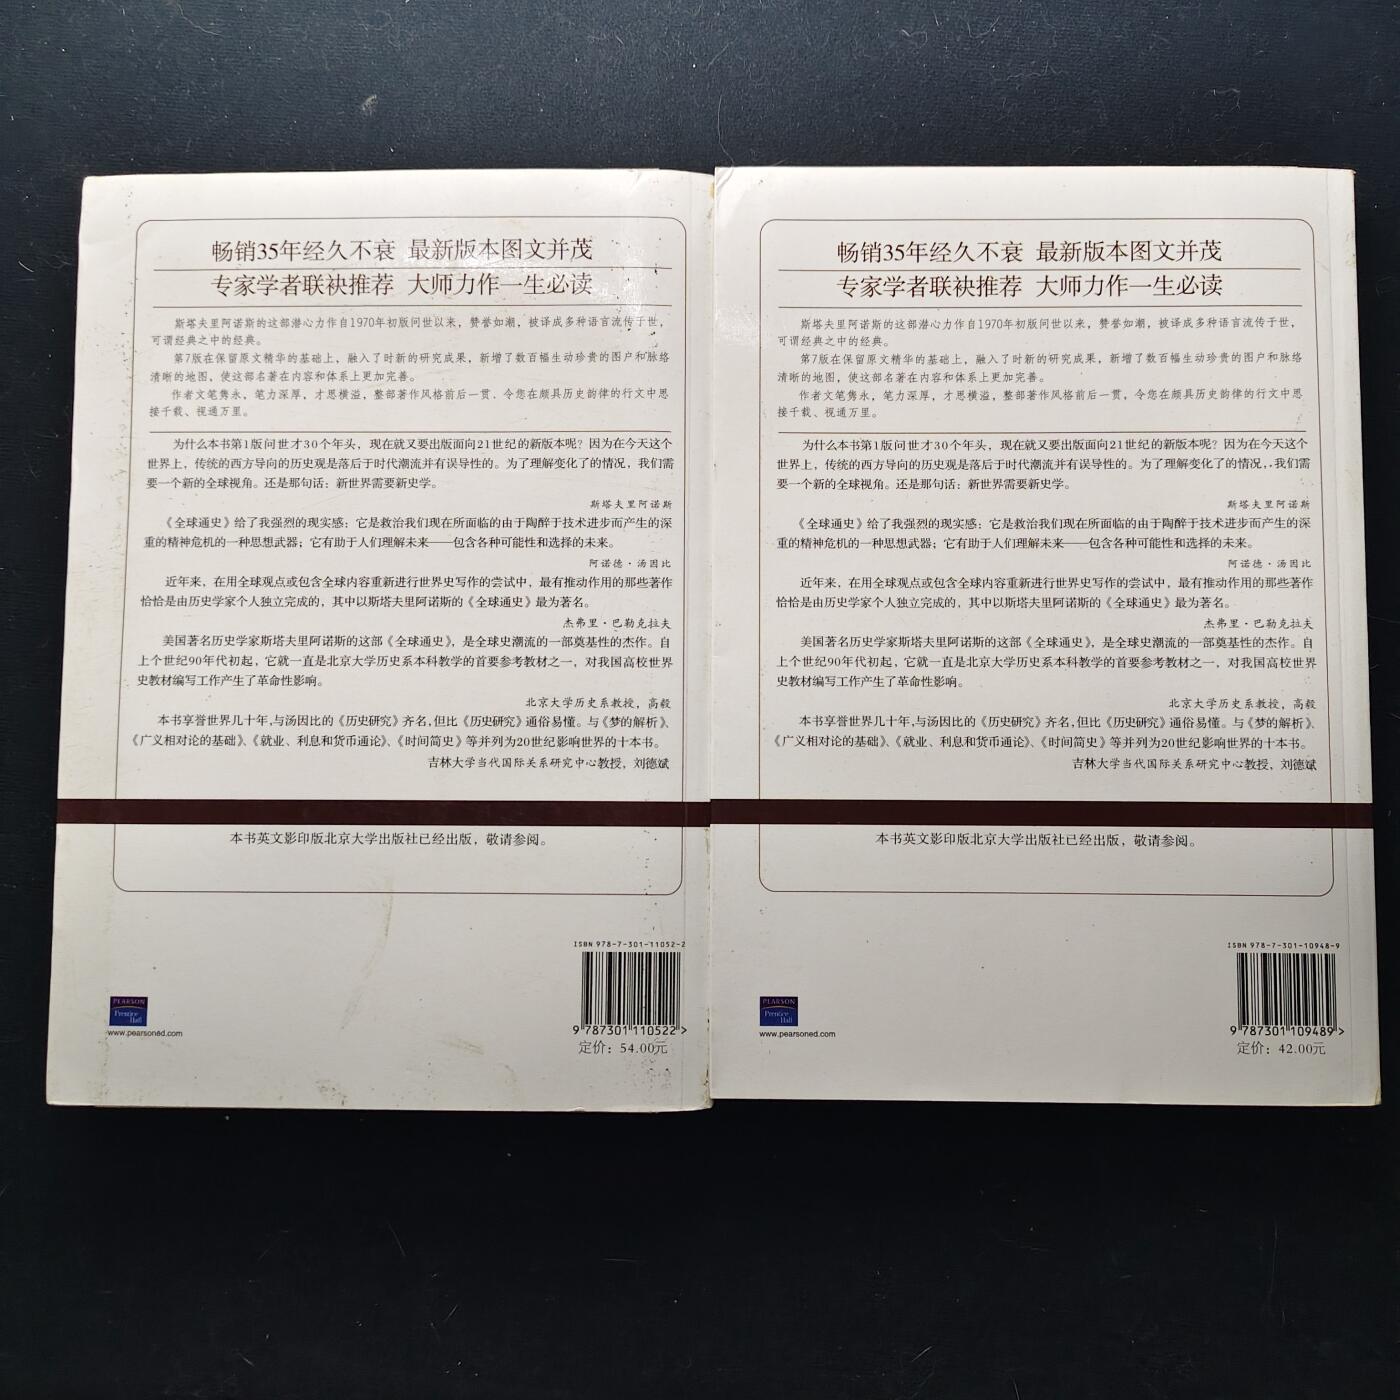 畅销35年经久不衰 最新版本图文并茂
专家学者联袂推荐 大师力作一生必读
斯塔夫里阿诺斯的这部潜心力作自1970年初版问世以来，赞誉如潮，被译成多种语言流传于世，
可谓经典之中的经典。
第7版在保留原文精华的基础上，融入了时新的研究成果，新增了数百幅生动珍贵的图户和脉络
清晰的地图，使这部名著在内容和体系上更加完善。
作者文笔隽永，笔力深厚，才思横溢，整部著作风格前后一贯．令您在颇具历史韵律的行文中思
接千载、视通万里。
为什么本书第1版问世才30个年头，现在就又要出版面向21世纪的新版本呢？因为在今天这个
世界上，传统的西方导向的历史观是落后于时代潮流并有误导性的。为了理解变化了的情况，我们需
要一个新的全球视角。还是那句话：新世界需要新史学。
斯塔夫里阿诺斯
《全球通史》给了我强烈的现实感；它是救治我们现在所面临的由于陶醉于技术进步而产生的深
重的精神危机的一种思想武器；它有助于人们理解未来——包含各种可能性和选择的未来。
阿诺德·汤因比
近年来，在用全球观点或包含全球内容重新进行世界史写作的尝试中，最有推动作用的那些著作
恰恰是由历史学家个人独立完成的，其中以斯塔夫里阿诺斯的《全球通史》最为著名。
杰弗里·巴勒克拉夫
美国著名历史学家斯塔夫里阿诺斯的这部《全球通史》，是全球史潮流的一部奠基性的杰作。自
上个世纪90年代初起，它就一直是北京大学历史系本科教学的首要参考教材之一，对我国高校世界
史教材编写工作产生了革命性影响。
北京大学历史系教授，高毅
本书享誉世界几十年，与汤因比的《历史研究》齐名，但比《历史研究》通俗易懂。与《梦的解析》、
《广义相对论的基础》、《就业、利息和货币通论》、《时间简史》等并列为20世纪影响世界的十本书。
吉林大学当代国际关系研究中心教授，刘德斌
本书英文影印版北京大学出版社已经出版，敬请参阅。
ISBN 978-7-301-11052-2
PEARSON
Prentice
Hall
www.pearsoned.com
9 787301 110522 >
定价：54.00元
畅销35年经久不衰 最新版本图文并茂
专家学者联袂推荐 大师力作一生必读
斯塔夫里阿诺斯的这部潜心力作自1970年初版问世以来，赞誉如潮，被译成多种语言流传于世，
可谓经典之中的经典。
第7版在保留原文精华的基础上，融入了时新的研究成果，新增了数百幅生动珍贵的图户和脉络
清晰的地图，使这部名著在内容和体系上更加完善。
作者文笔隽永，笔力深厚，才思横溢，整部著作风格前后一贯，令您在颇具历史韵律的行文中思
接千载、视通万里。
为什么本书第1版问世才30个年头，现在就又要出版面向21世纪的新版本呢？因为在今天这个
世界上，传统的西方导向的历史观是落后于时代潮流并有误导性的。为了理解变化了的情况，我们需
要一个新的全球视角。还是那句话：新世界需要新史学。
斯塔夫里阿诺斯
《全球通史》给了我强烈的现实感；它是救治我们现在所面临的由于陶醉于技术进步而产生的深
重的精神危机的一种思想武器；它有助于人们理解未来——包含各种可能性和选择的未来。
阿诺德·汤因比
近年来，在用全球观点或包含全球内容重新进行世界史写作的尝试中，最有推动作用的那些著作
恰恰是由历史学家个人独立完成的，其中以斯塔夫里阿诺斯的《全球通史》最为著名。
杰弗里·巴勒克拉夫
美国著名历史学家斯塔夫里阿诺斯的这部《全球通史》，是全球史潮流的一部奠基性的杰作。自
上个世纪90年代初起，它就一直是北京大学历史系本科教学的首要参考教材之一，对我国高校世界
史教材编写工作产生了革命性影响。
北京大学历史系教授，高毅
本书享誉世界几十年，与汤因比的《历史研究》齐名，但比《历史研究》通俗易懂。与《梦的解析》、
《广义相对论的基础》、《就业、利息和货币通论》、《时间简史》等并列为20世纪影响世界的十本书。
吉林大学当代国际关系研究中心教授，刘德斌
本书英文影印版北京大学出版社已经出版，敬请参阅。
ISBN 978-7-301-10948-9
PEARSON
Prentice
Hall
www.pearsoned.com
9 787301 109489 >
定价：42.00元